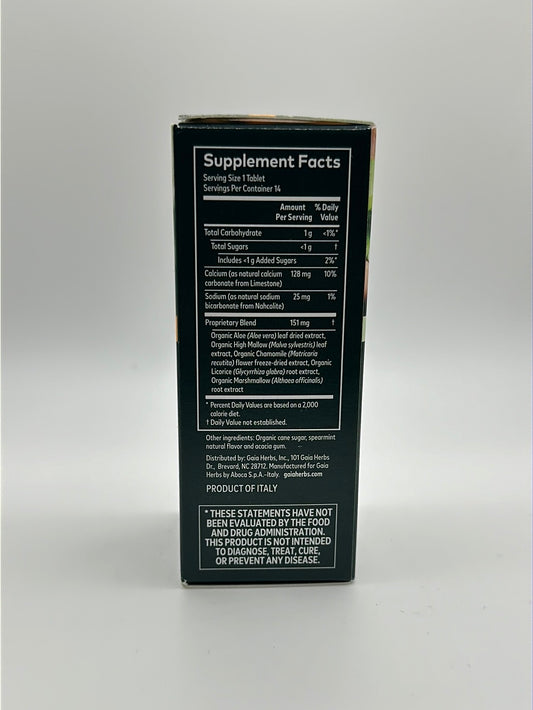 Supplement Facts
Serving Size 1 Tablet
Servings Per Container 14
Amount Per Serving % Daily Value
Total Carbohydrate 1 g <1%*
Total Sugars <1 g †
Includes <1 g Added Sugars 2%*
Calcium (as natural calcium 128 mg 10%
carbonate from Limestone)
Sodium (as natural sodium 25 mg 1%
bicarbonate from Nahcolite)
Proprietary Blend 151 mg †
Organic Aloe (Aloe vera) leaf dried extract,
Organic High Mallow (Malva sylvestris) leaf
extract, Organic Chamomile (Matricaria
recutita) flower freeze-dried extract, Organic
Licorice (Glycyrrhiza glabra) root extract,
Organic Marshmallow (Althaea officinalis)
root extract
* Percent Daily Values are based on a 2,000
calorie diet.
† Daily Value not established.
Other ingredients: Organic cane sugar, spearmint
natural flavor and acacia gum.
Distributed by: Gaia Herbs, Inc., 101 Gaia Herbs
Dr., Brevard, NC 28712. Manufactured for Gaia
Herbs by Aboca S.p.A.-Italy. gaiaherbs.com
PRODUCT OF ITALY
* THESE STATEMENTS HAVE NOT
BEEN EVALUATED BY THE FOOD
AND DRUG ADMINISTRATION.
THIS PRODUCT IS NOT INTENDED
TO DIAGNOSE, TREAT, CURE,
OR PREVENT ANY DISEASE.